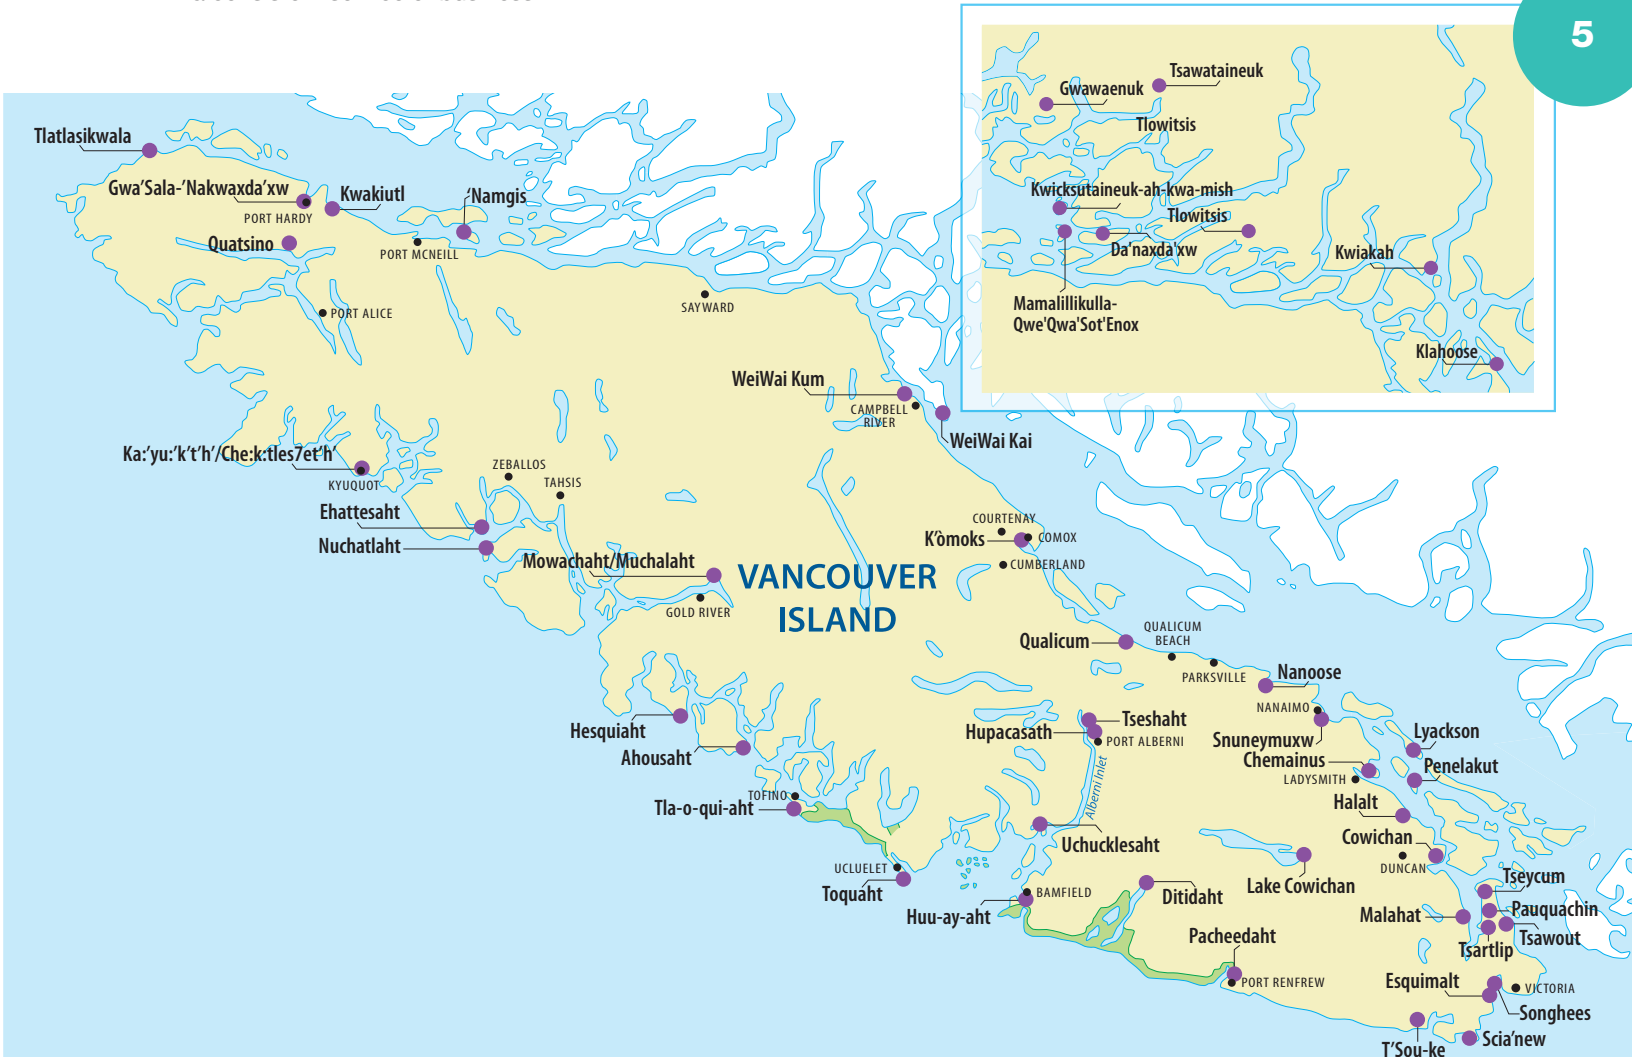 5
Tsawataineuk
Gwawaenuk
Tlowitsis
Kwicksutaineuk-ah-kwa-mish
Tlowitsis
Da'naxda'xw
Kwiakah
Mamalillikulla-
Qwe'Qwa'Sot'Enox
Klahoose
Tlatlasikwala
Gwa'Sala-'Nakwaxda'xw
PORT HARDY
Kwakiutl
'Namgis
Quatsino
PORT MCNEILL
PORT ALICE
SAYWARD
WeiWai Kum
CAMPBELL
RIVER
WeiWai Kai
Ka:'yu:'k't'h'/Che:k:tles7et'h'
KYUQUOT
ZEBALLOS
TAHSIS
Ehattesaht
Nuchatlaht
Mowachaht/Muchalaht
GOLD RIVER
VANCOUVER
ISLAND
COURTENAY
K'òmoks
COMOX
CUMBERLAND
Qualicum
QUALICUM
BEACH
PARKSVILLE
Nanoose
NANAIMO
Snuneymuxw
Hesquiaht
Ahousaht
Tseshaht
Hupacasath
PORT ALBERNI
Alberni Inlet
Chemainus
LADYSMITH
Lyackson
Penelakut
Halalt
TOFINO
Tla-o-qui-aht
Uchucklesaht
Cowichan
DUNCAN
UCLUELET
Toquaht
BAMFIELD
Huu-ay-aht
Ditidaht
Lake Cowichan
Tseycum
Malahat
Pauquachin
Tsawout
Tsartlip
Pacheedaht
PORT RENFREW
Esquimalt
VICTORIA
Songhees
T'Sou-ke
Scia'new